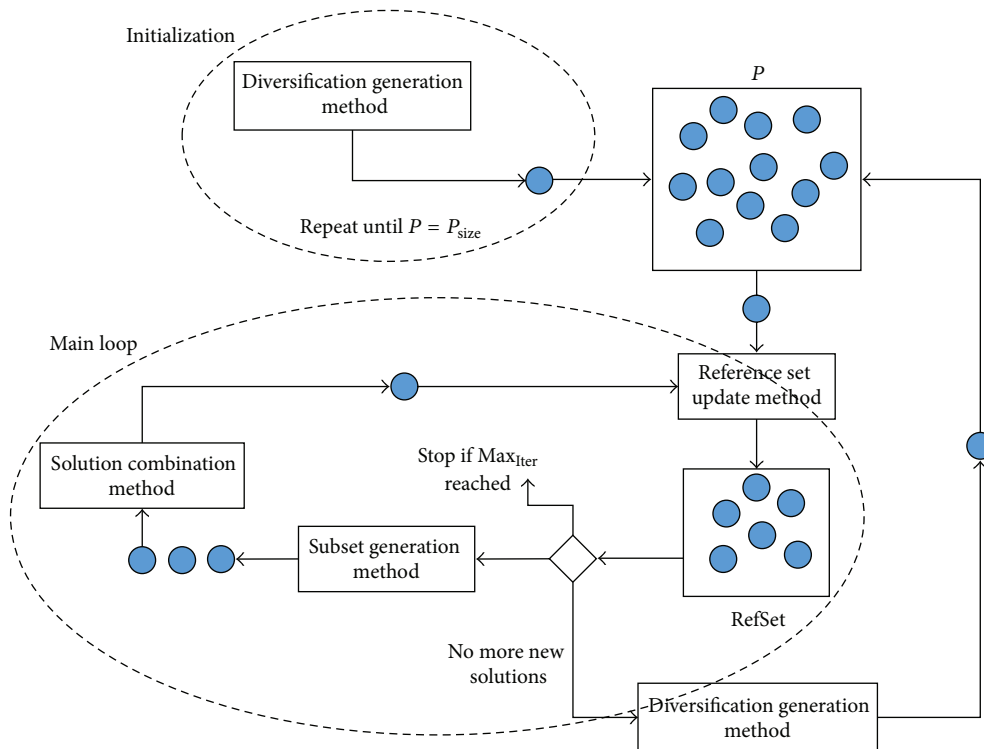 Initialization
Diversification generation
method
P
Repeat until P = P_size
Main loop
Reference set
update method
Solution combination
method
Stop if Max_Iter
reached
Subset generation
method
RefSet
No more new
solutions
Diversification generation
method